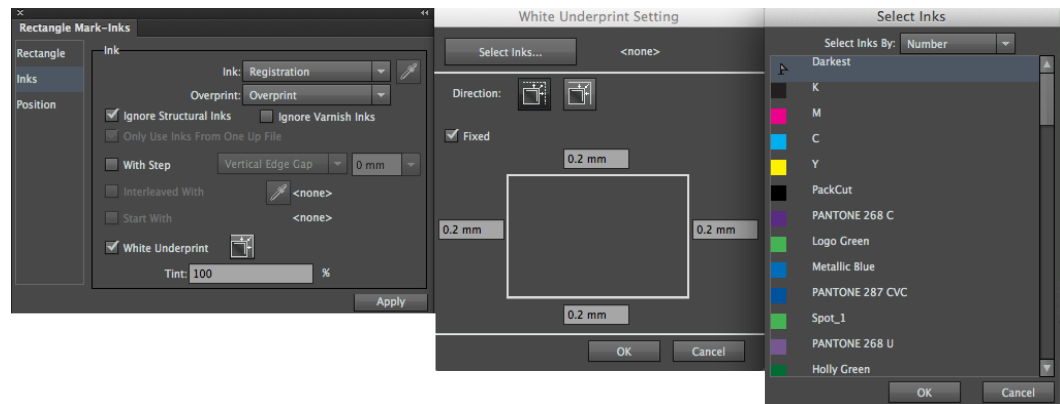 Rectangle Mark-Inks
Rectangle
Inks
Position
Ink
Ink: Registration
Overprint: Overprint
Ignore Structural Inks Ignore Varnish Inks
Only Use Inks From One Up File
With Step Vertical Edge Gap 0 mm
Interleaved With <none>
Start With <none>
White Underprint
Tint: 100 %
Apply
White Underprint Setting
Select Inks... <none>
Direction:
Fixed
0.2 mm
0.2 mm 0.2 mm
0.2 mm
OK Cancel
Select Inks
Select Inks By: Number
Darkest
K
M
C
Y
PackCut
PANTONE 268 C
Logo Green
Metallic Blue
PANTONE 287 CVC
Spot_1
PANTONE 268 U
Holly Green
OK Cancel